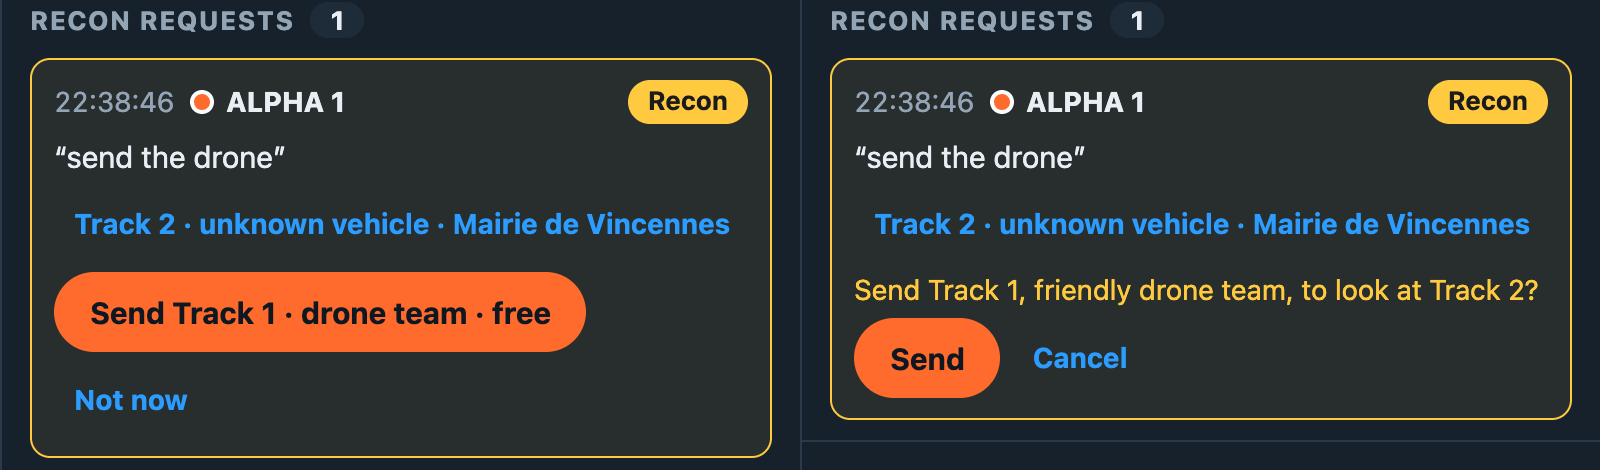 RECON REQUESTS 1
22:38:46 ALPHA 1 Recon
“send the drone”
Track 2 · unknown vehicle · Mairie de Vincennes
Send Track 1 · drone team · free
Not now
RECON REQUESTS 1
22:38:46 ALPHA 1 Recon
“send the drone”
Track 2 · unknown vehicle · Mairie de Vincennes
Send Track 1, friendly drone team, to look at Track 2?
Send Cancel